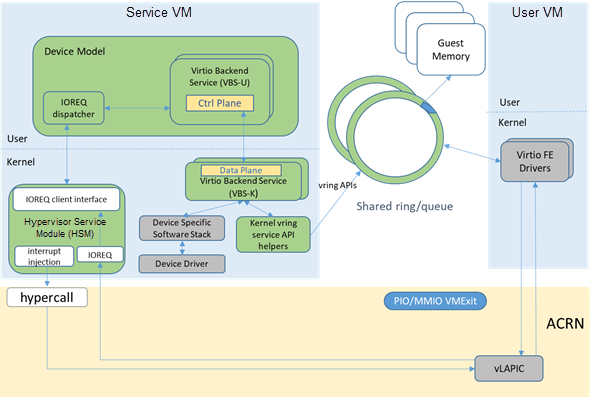 Service VM
User VM
Device Model
Virtio Backend
Service (VBS-U)
Ctrl Plane
IOREQ
dispatcher
Guest
Memory
User
Kernel
User
Kernel
Data Plane
Virtio Backend Service
(VBS-K)
Virtio FE
Drivers
vring APIs
Shared ring/queue
IOREQ client interface
Hypervisor Service
Module (HSM)
interrupt
injection
IOREQ
Device Specific
Software Stack
Kernel vring
service API
helpers
Device Driver
hypercall
PIO/MMIO VMExit
ACRN
vLAPIC